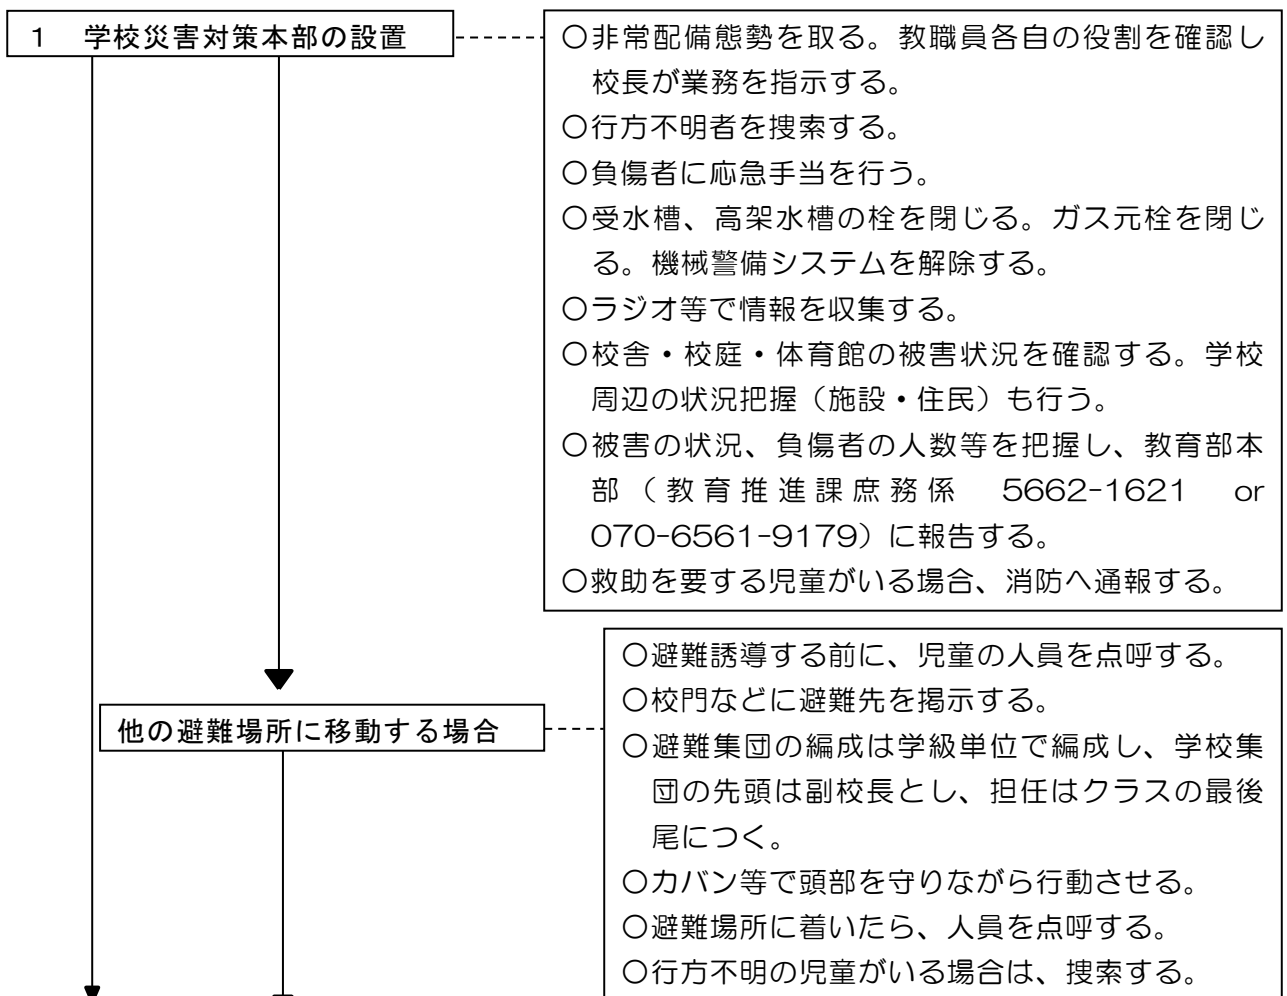 １　学校災害対策本部の設置
○非常配備態勢を取る。教職員各自の役割を確認し
校長が業務を指示する。
○行方不明者を捜索する。
○負傷者に応急手当を行う。
○受水槽、高架水槽の栓を閉じる。ガス元栓を閉じ
る。機械警備システムを解除する。
○ラジオ等で情報を収集する。
○校舎・校庭・体育館の被害状況を確認する。学校
周辺の状況把握（施設・住民）も行う。
○被害の状況、負傷者の人数等を把握し、教育部本
部（教育推進課庶務係　5662-1621　or
070-6561-9179）に報告する。
○救助を要する児童がいる場合、消防へ通報する。
他の避難場所に移動する場合
○避難誘導する前に、児童の人員を点呼する。
○校門などに避難先を掲示する。
○避難集団の編成は学級単位で編成し、学校集
団の先頭は副校長とし、担任はクラスの最後
尾につく。
○カバン等で頭部を守りながら行動させる。
○避難場所に着いたら、人員を点呼する。
○行方不明の児童がいる場合は、捜索する。